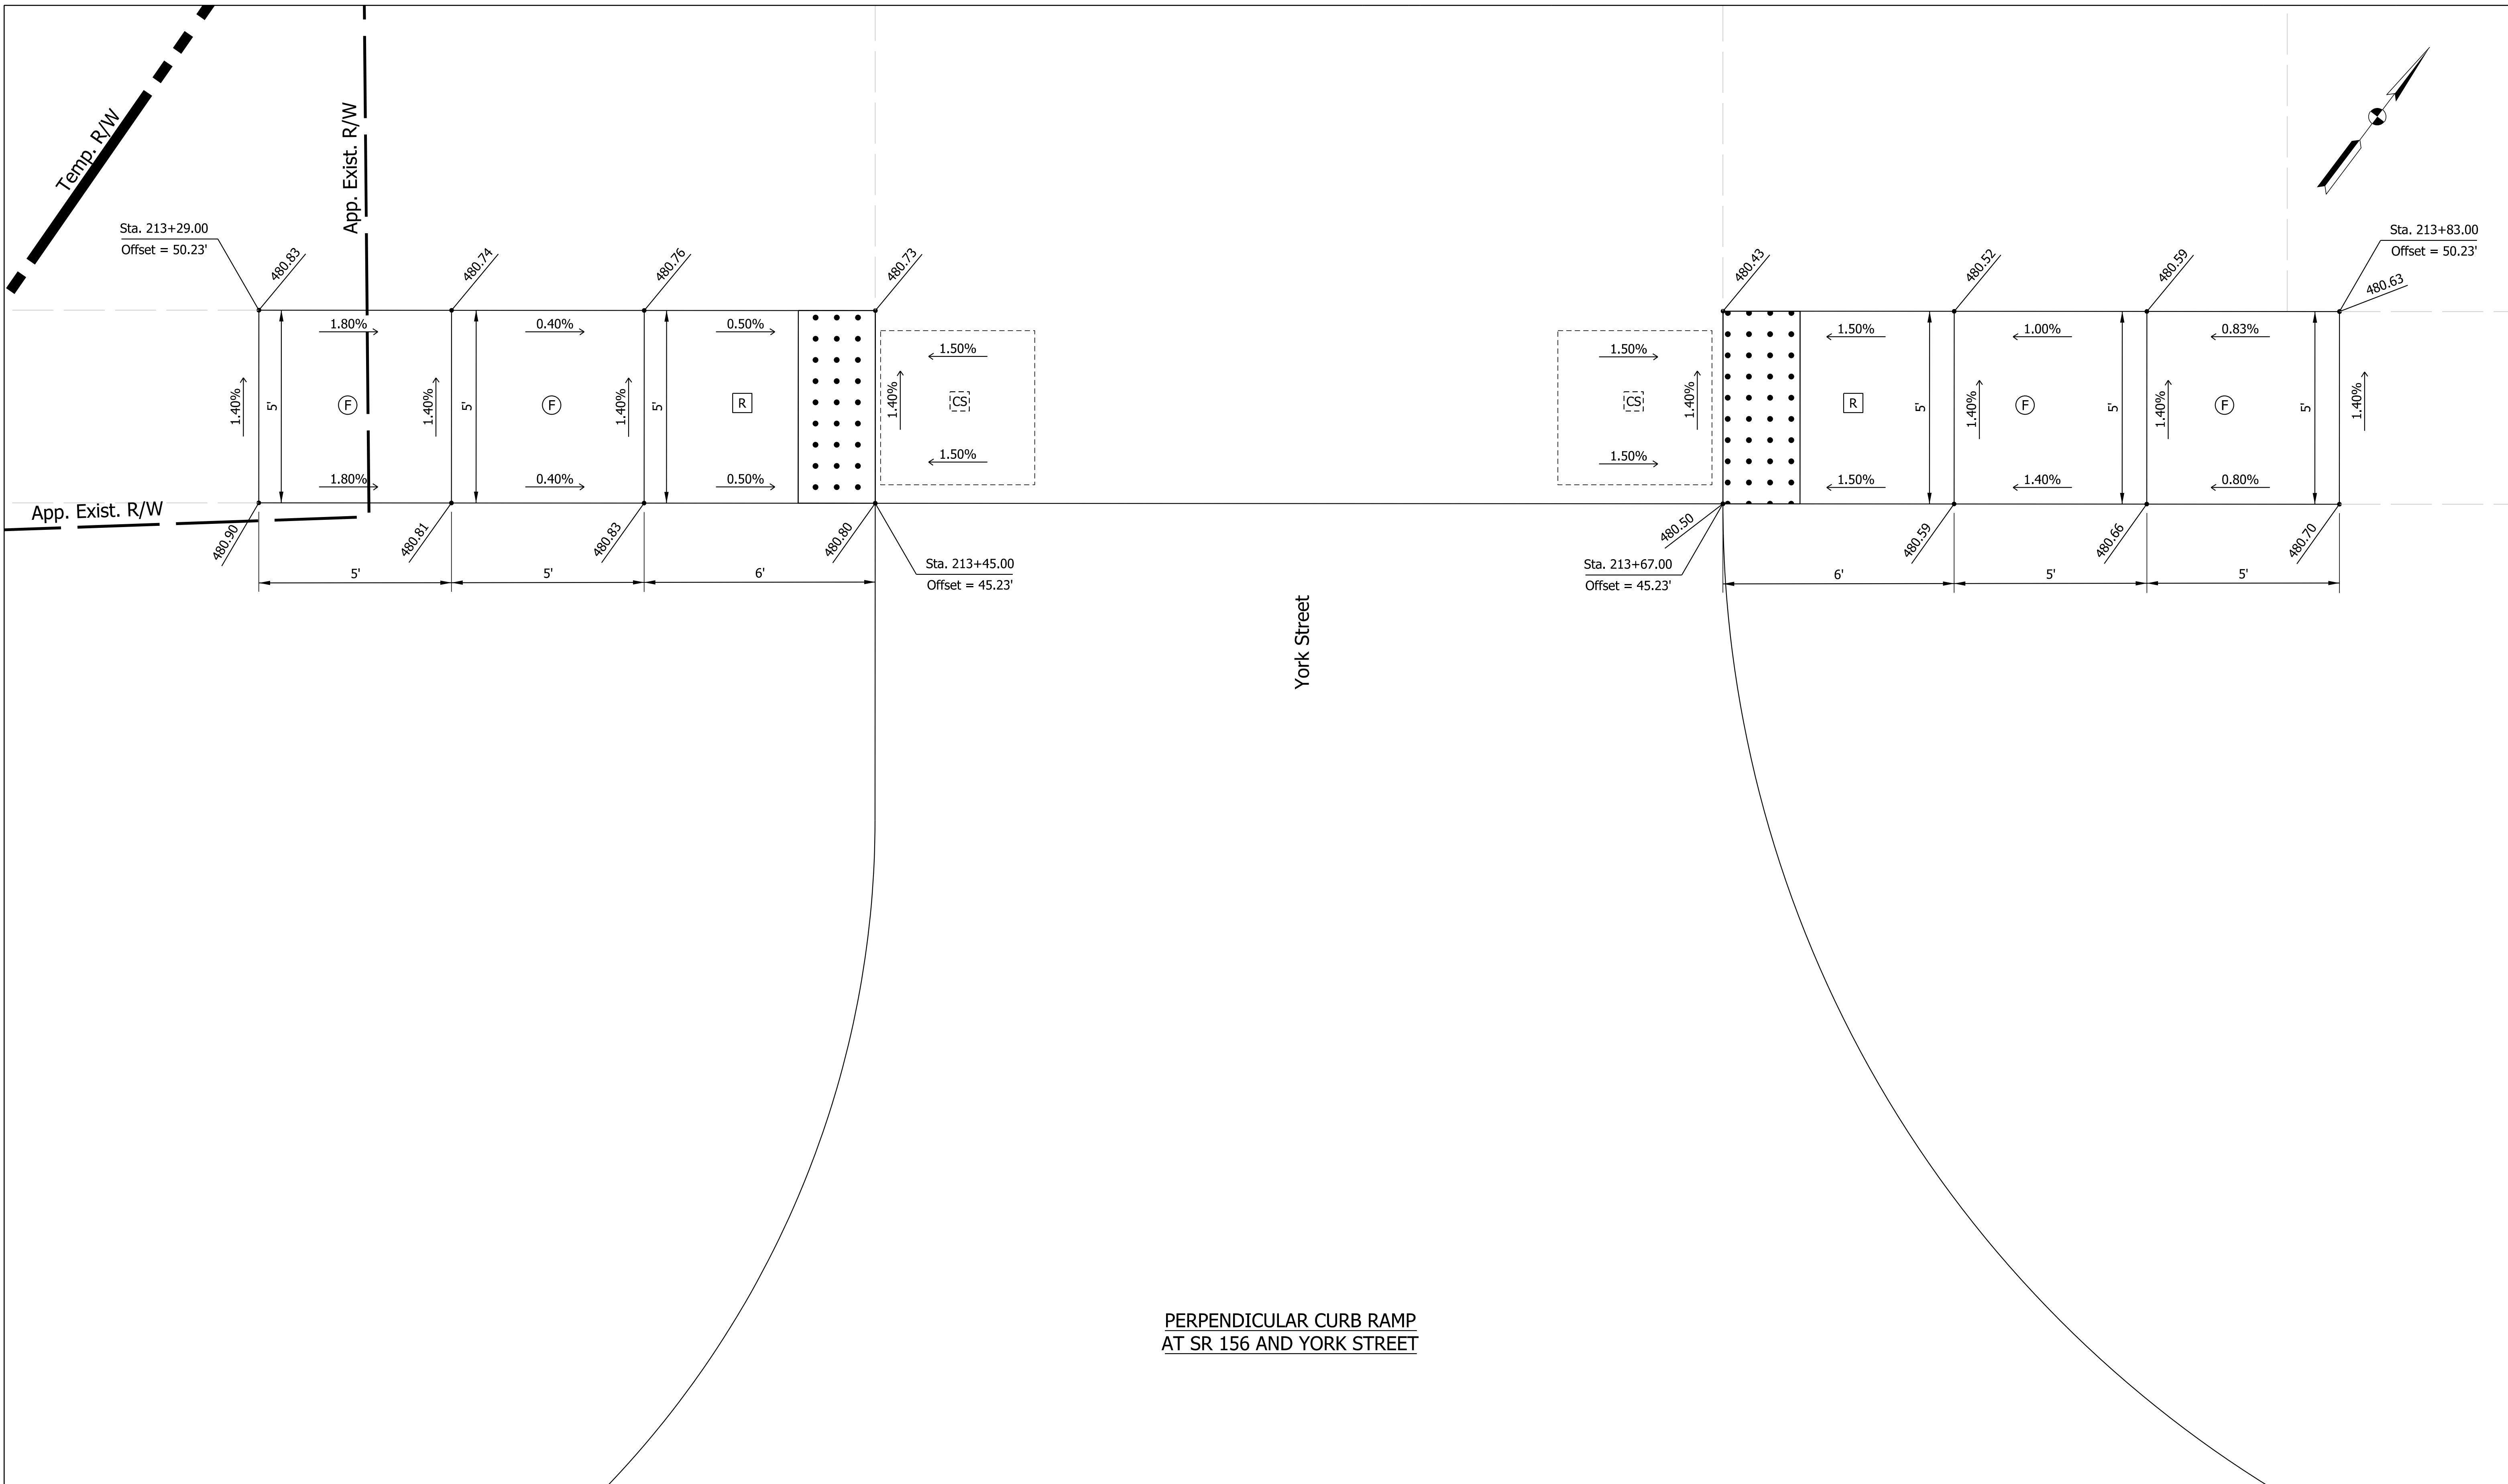 Temp. R/W
App. Exist. R/W
Sta. 213+29.00
Offset = 50.23'
480.83
480.74
480.76
480.73
480.43
480.52
480.59
Sta. 213+83.00
Offset = 50.23'
480.63
1.80%
0.40%
0.50%
1.50%
1.50%
1.50%
1.00%
0.83%
1.40%
5'
F
1.40%
5'
F
1.40%
5'
R
1.40%
CS
CS
1.40%
R
5'
1.40%
F
5'
1.40%
F
5'
1.40%
1.50%
1.50%
1.80%
0.40%
0.50%
1.50%
1.40%
0.80%
App. Exist. R/W
480.90
480.81
480.83
480.80
480.50
480.59
480.66
480.70
Sta. 213+45.00
Offset = 45.23'
Sta. 213+67.00
Offset = 45.23'
5'
5'
6'
6'
5'
5'
York Street
PERPENDICULAR CURB RAMP
AT SR 156 AND YORK STREET